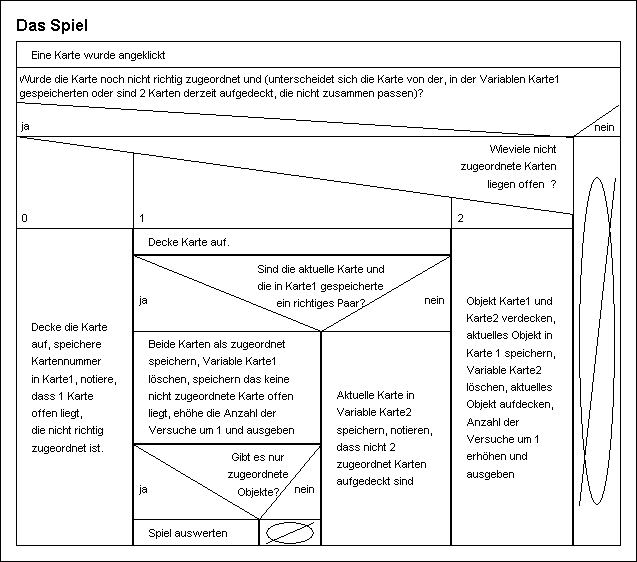 Das Spiel
Eine Karte wurde angeklickt
Wurde die Karte noch nicht richtig zugeordnet und (unterscheidet sich die Karte von der, in der Variablen Karte1
gespeicherten oder sind 2 Karten derzeit aufgedeckt, die nicht zusammen passen)?
ja
nein
Wieviele nicht
zugeordnete Karten
liegen offen ?
0
1
2
Decke die Karte
auf, speichere
Kartennummer
in Karte1, notiere,
dass 1 Karte
offen liegt,
die nicht richtig
zugeordnet ist.
Decke Karte auf.
Sind die aktuelle Karte und
die in Karte1 gespeicherte
ein richtiges Paar?
ja
nein
Beide Karten als zugeordnet
speichern, Variable Karte1
löschen, speichern das keine
nicht zugeordnete Karte offen
liegt, ehöhe die Anzahl der
Versuche um 1 und ausgeben
Gibt es nur
zugeordnete
Objekte?
ja
nein
Spiel auswerten
Aktuelle Karte in
Variable Karte2
speichern, notieren,
dass nicht 2
zugeordnet Karten
aufgedeckt sind
Objekt Karte1 und
Karte2 verdecken,
aktuelles Objekt in
Karte 1 speichern,
Variable Karte2
löschen, aktuelles
Objekt aufdecken,
Anzahl der
Versuche um 1
erhöhen und
ausgeben